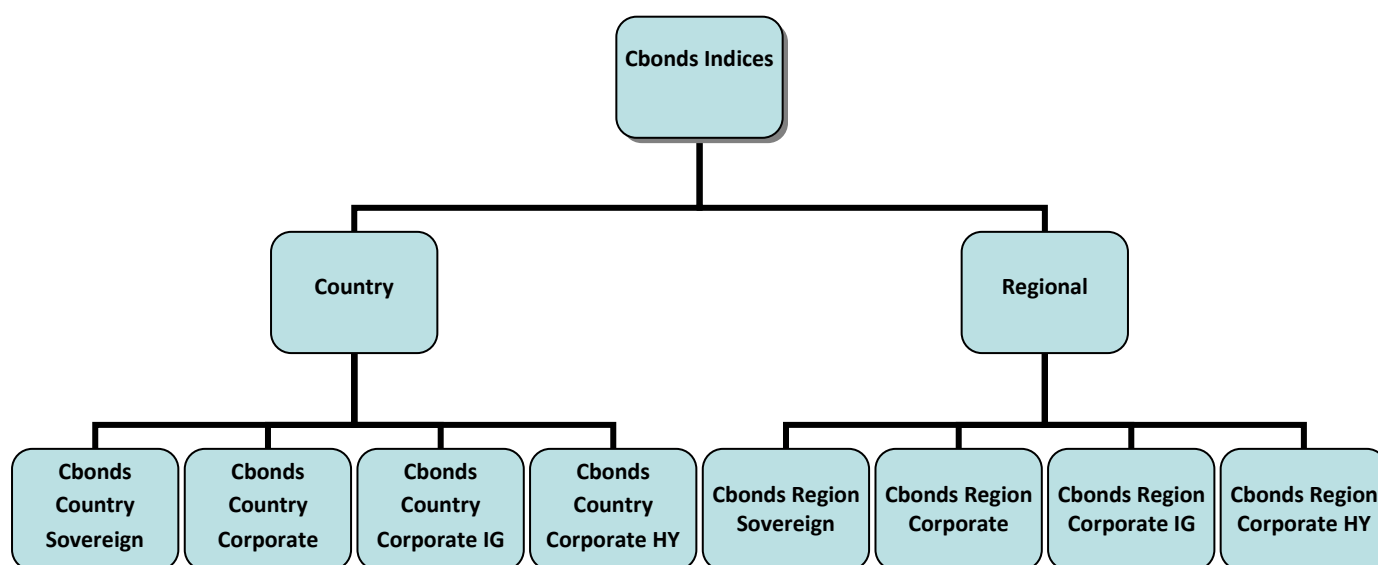 Cbonds Indices
Country
Regional
Cbonds
Country
Sovereign
Cbonds
Country
Corporate
Cbonds
Country
Corporate IG
Cbonds
Country
Corporate HY
Cbonds Region
Sovereign
Cbonds Region
Corporate
Cbonds Region
Corporate IG
Cbonds Region
Corporate HY